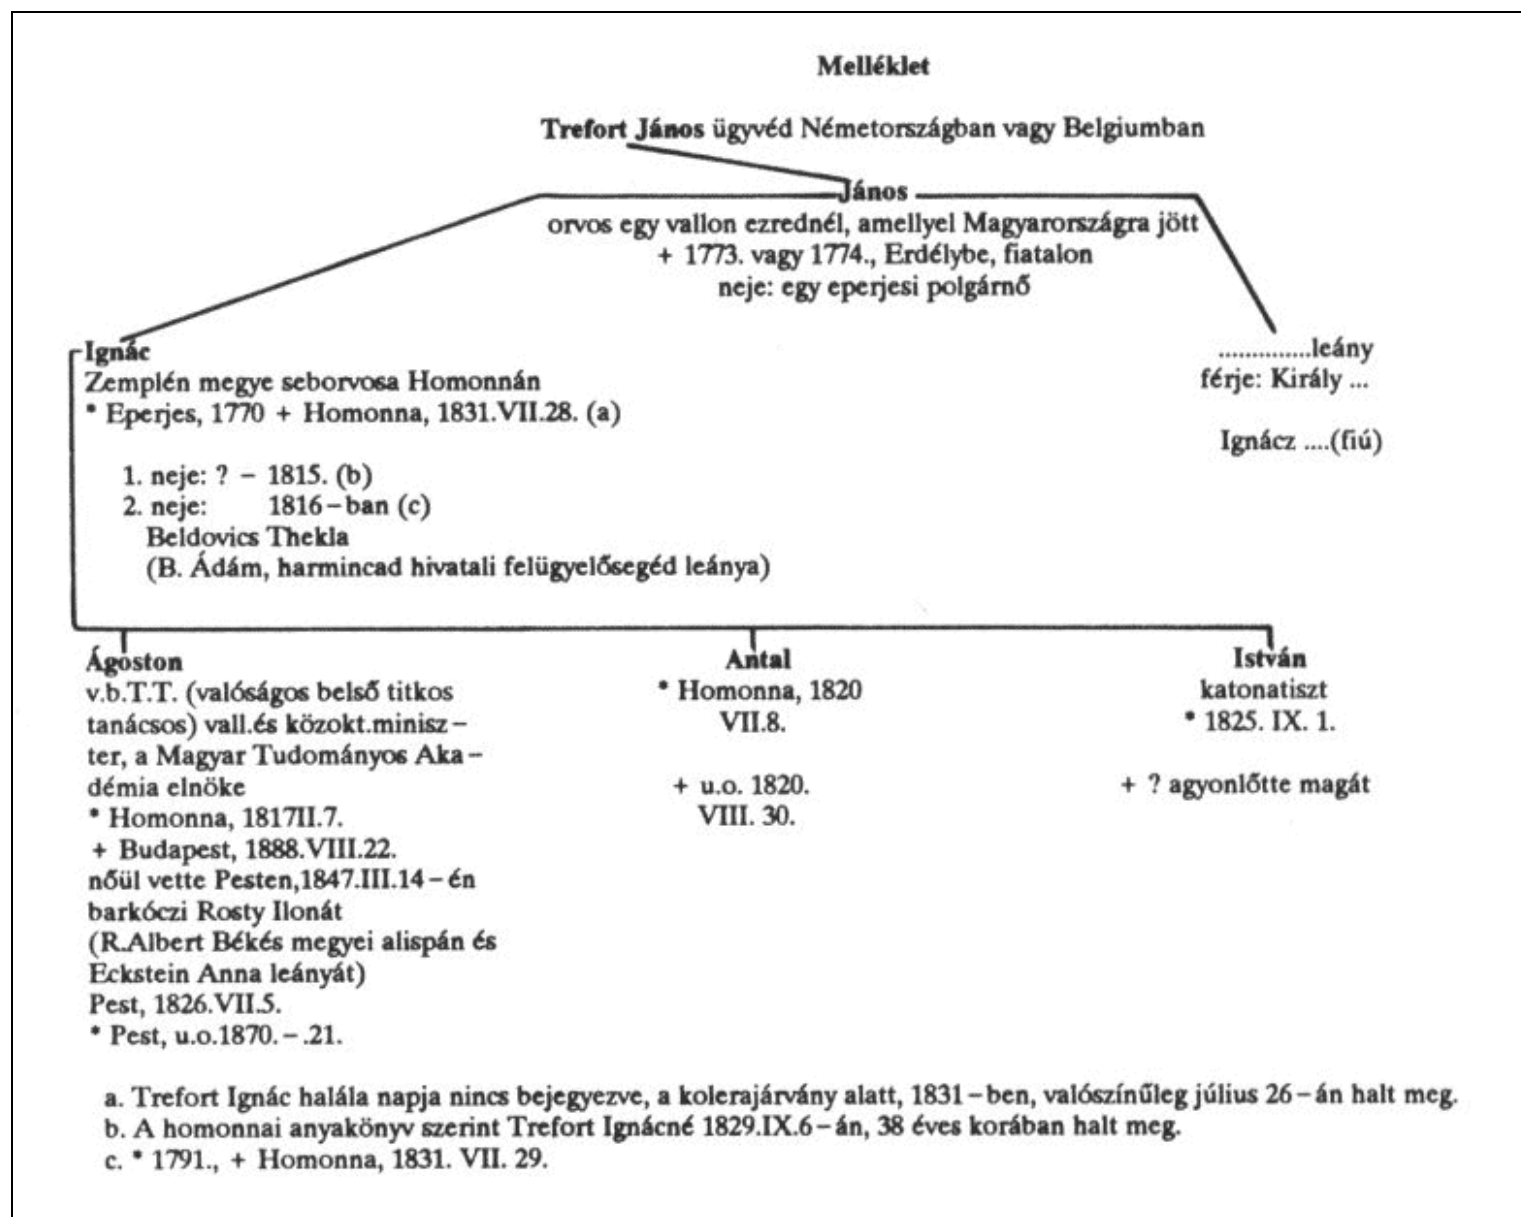 Melléklet
Trefort János ügyvéd Németországban vagy Belgiumban
János
orvos egy vallon ezrednél, amellyel Magyarországra jött
+ 1773. vagy 1774., Erdélybe, fiatalon
neje: egy eperjesi polgárnő
Ignác
Zemplén megye seborvosa Homonnán
* Eperjes, 1770 + Homonna, 1831.VII.28. (a)
1. neje: ? – 1815. (b)
2. neje: 1816–ban (c)
Beldovics Thekla
(B. Ádám, harmincad hivatali felügyelősegéd leánya)
..............leány
férje: Király ...
Ignácz ....(fiú)
Ágoston
v.b.T.T. (valóságos belső titkos
tanácsos) vall.és közokt.minisz–
ter, a Magyar Tudományos Aka–
démia elnöke
* Homonna, 1817II.7.
+ Budapest, 1888.VIII.22.
nőül vette Pesten,1847.III.14–én
barkóczi Rosty Ilonát
(R.Albert Békés megyei alispán és
Eckstein Anna leányát)
Pest, 1826.VII.5.
* Pest, u.o.1870.–.21.
Antal
* Homonna, 1820
VII.8.
+ u.o. 1820.
VIII. 30.
István
katonatiszt
* 1825. IX. 1.
+ ? agyonlőtte magát
a. Trefort Ignác halála napja nincs bejegyezve, a kolerajárvány alatt, 1831–ben, valószínűleg július 26–án halt meg.
b. A homonnai anyakönyv szerint Trefort Ignácné 1829.IX.6–án, 38 éves korában halt meg.
c. * 1791., + Homonna, 1831. VII. 29.